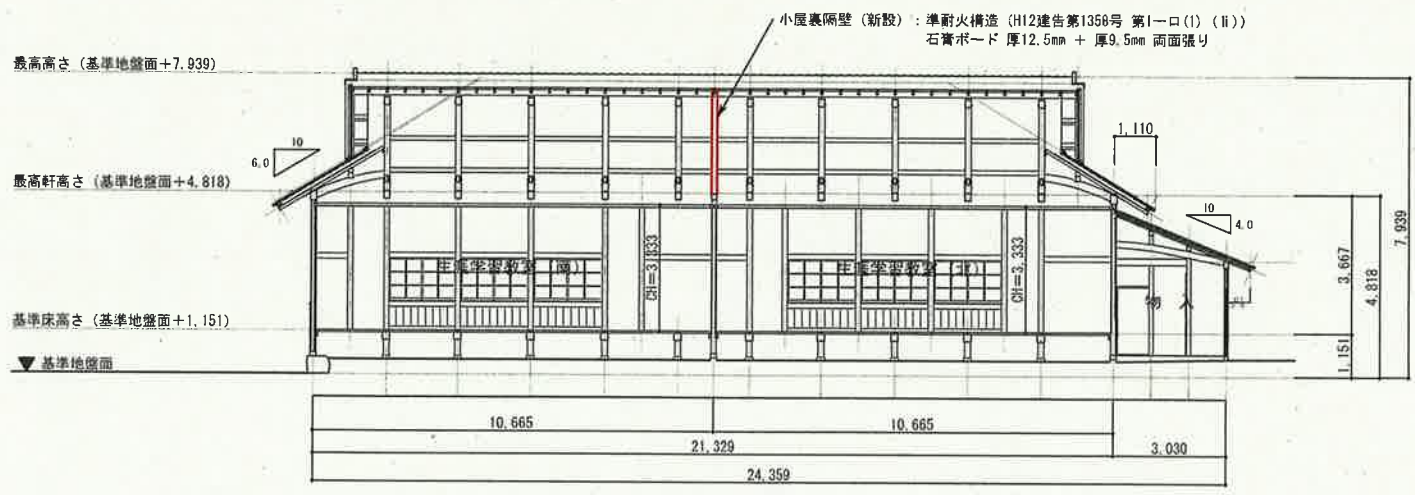 小屋裏隔壁（新設）：準耐火構造（H12建告第1358号 第1一ロ(1)（ⅱ））
石膏ボード 厚12.5mm ＋ 厚9.5mm 両面張り
最高高さ（基準地盤面+7,939）
10
6.0
1,110
最高軒高さ（基準地盤面+4.818）
10
4.0
7,939
CH=3,333
CH=3,333
生産学習教室（南）
生産学習教室（北）
3,667
4,818
物 入
基準床高さ（基準地盤面+1,151）
1,151
▼ 基準地盤面
10,665
10,665
21,329
3,030
24,359